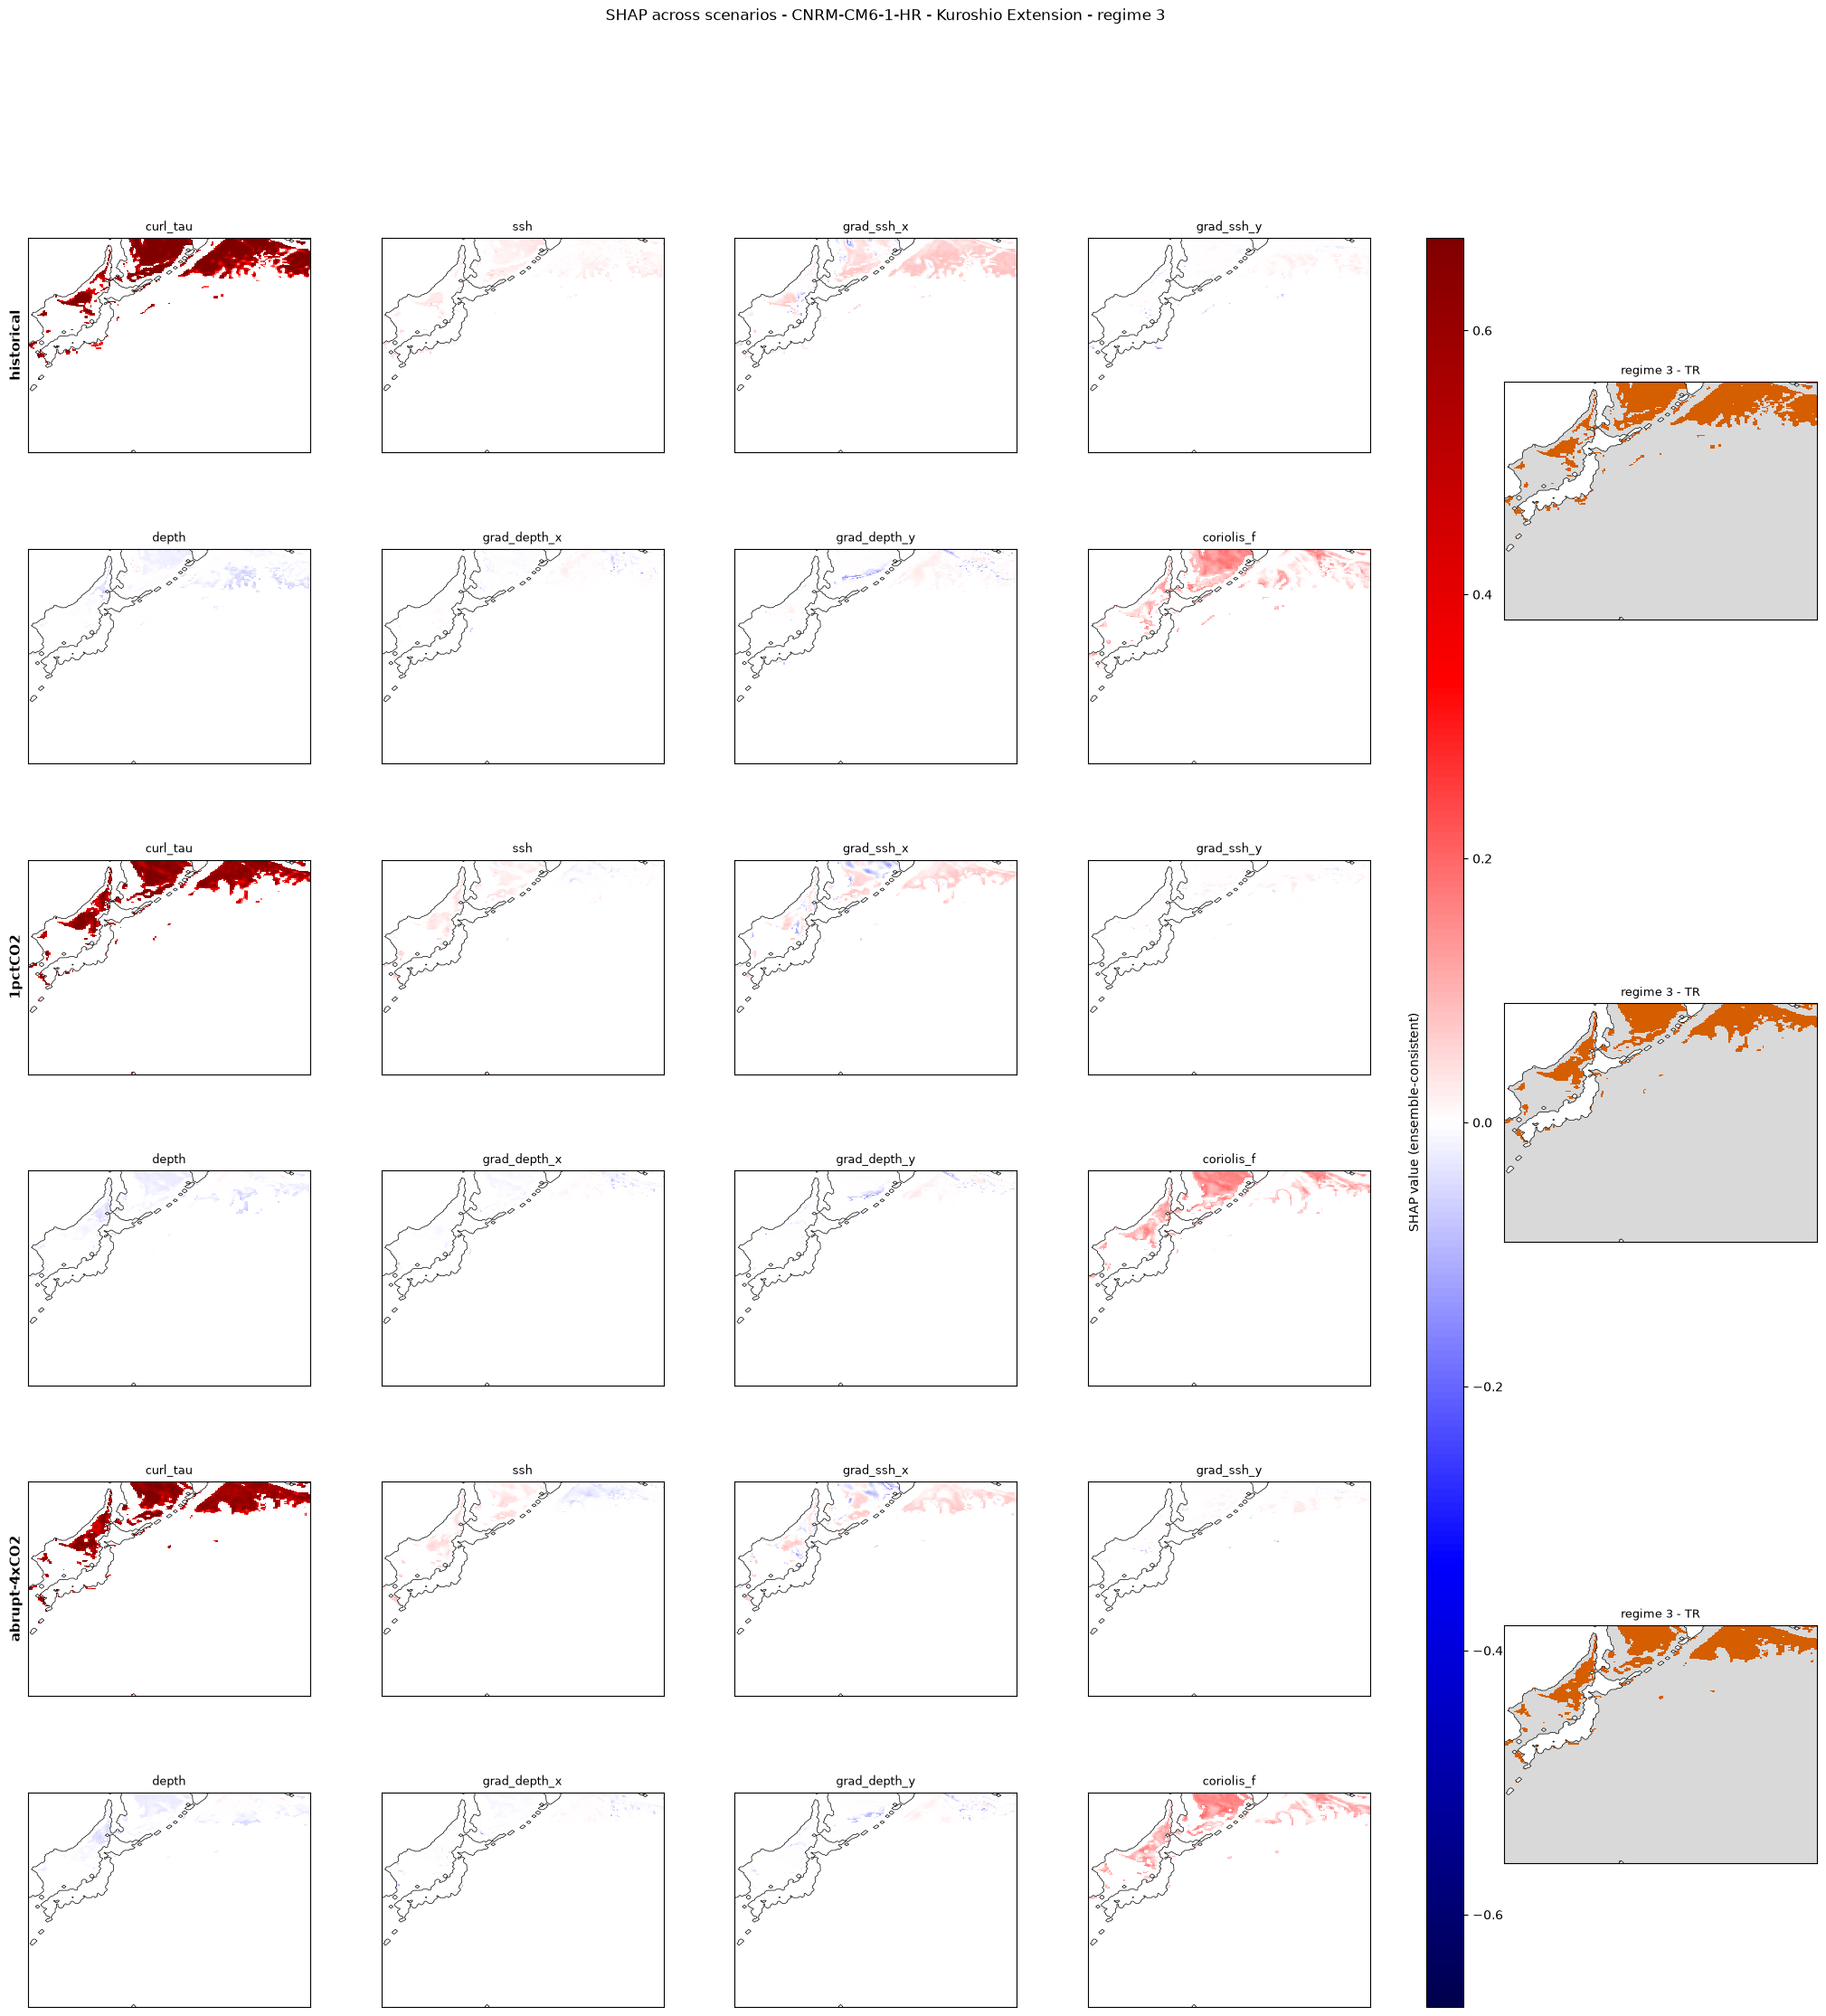 SHAP across scenarios - CNRM-CM6-1-HR - Kuroshio Extension - regime 3
historical
curl_tau
ssh
grad_ssh_x
grad_ssh_y
depth
grad_depth_x
grad_depth_y
coriolis_f
1pctCO2
curl_tau
ssh
grad_ssh_x
grad_ssh_y
depth
grad_depth_x
grad_depth_y
coriolis_f
abrupt-4xCO2
curl_tau
ssh
grad_ssh_x
grad_ssh_y
depth
grad_depth_x
grad_depth_y
coriolis_f
SHAP value (ensemble-consistent)
0.6
0.4
0.2
0.0
−0.2
−0.4
−0.6
regime 3 - TR
regime 3 - TR
regime 3 - TR